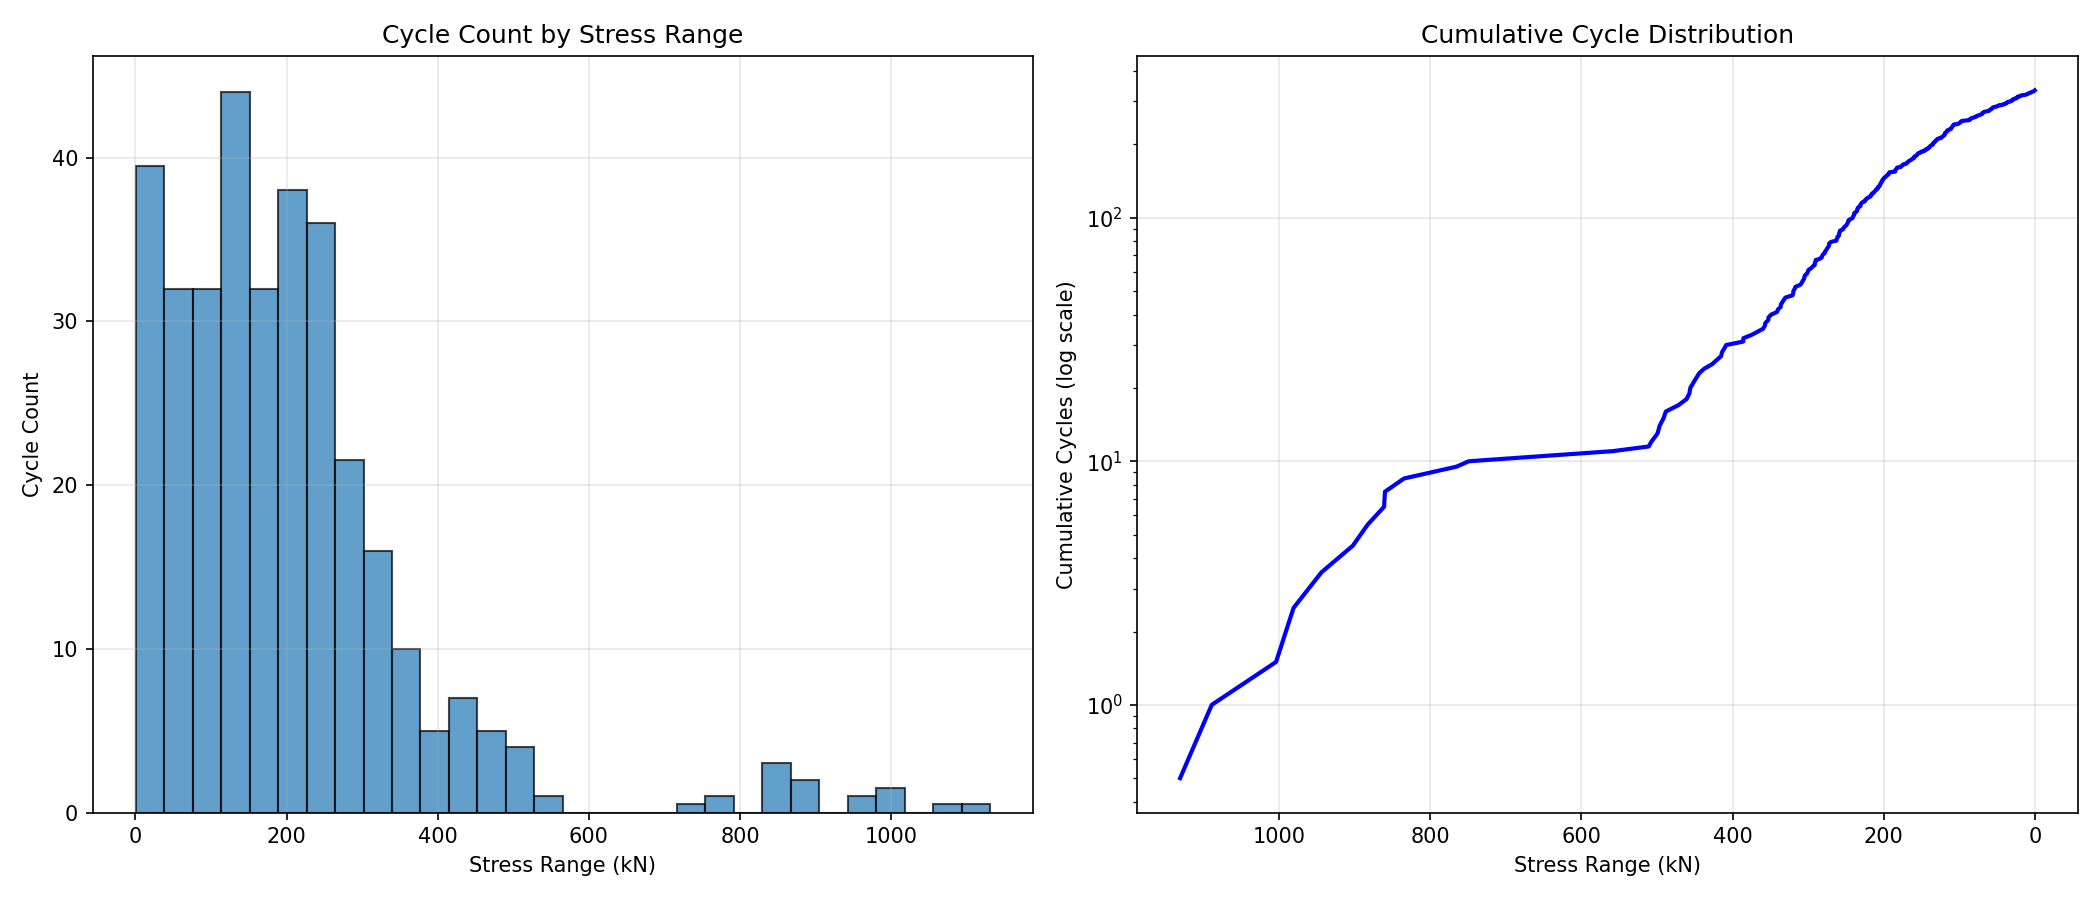 Cycle Count by Stress Range
Cycle Count
40
30
20
10
0
0 200 400 600 800 1000
Stress Range (kN)
Cumulative Cycle Distribution
Cumulative Cycles (log scale)
10²
10¹
10⁰
1000 800 600 400 200 0
Stress Range (kN)